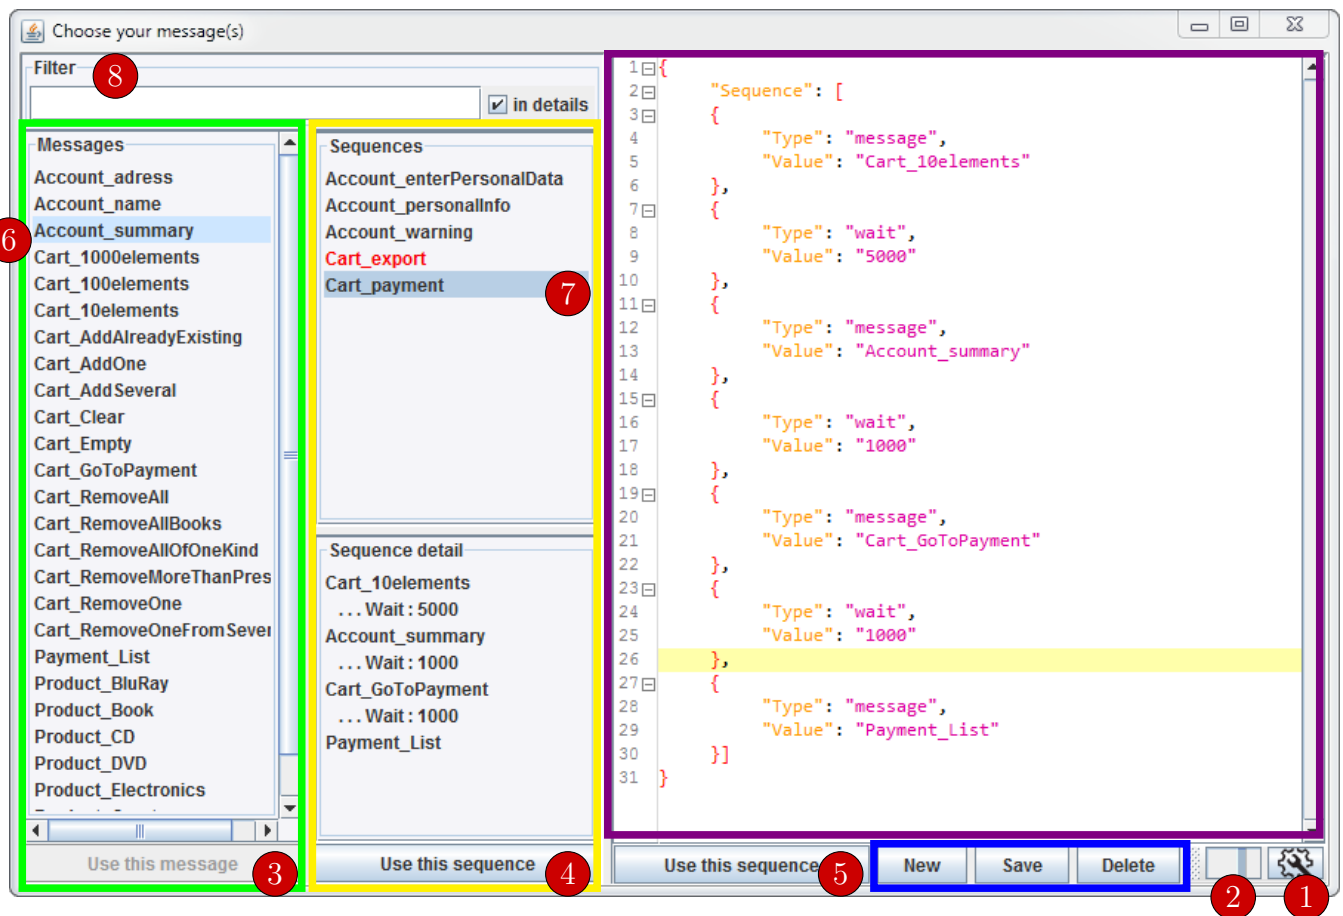 Choose your message(s)
Filter
8
in details
Messages
Account_adress
Account_name
Account_summary
6
Cart_1000elements
Cart_100elements
Cart_10elements
Cart_AddAlreadyExisting
Cart_AddOne
Cart_AddSeveral
Cart_Clear
Cart_Empty
Cart_GoToPayment
Cart_RemoveAll
Cart_RemoveAllBooks
Cart_RemoveAllOfOneKind
Cart_RemoveMoreThanPres
Cart_RemoveOne
Cart_RemoveOneFromSever
Payment_List
Product_BluRay
Product_Book
Product_CD
Product_DVD
Product_Electronics
Use this message
3
Sequences
Account_enterPersonalData
Account_personalInfo
Account_warning
Cart_export
Cart_payment
7
Sequence detail
Cart_10elements
... Wait : 5000
Account_summary
... Wait : 1000
Cart_GoToPayment
... Wait : 1000
Payment_List
Use this sequence
4
1 {
2 "Sequence": [
3 {
4 "Type": "message",
5 "Value": "Cart_10elements"
6 },
7 {
8 "Type": "wait",
9 "Value": "5000"
10 },
11 {
12 "Type": "message",
13 "Value": "Account_summary"
14 },
15 {
16 "Type": "wait",
17 "Value": "1000"
18 },
19 {
20 "Type": "message",
21 "Value": "Cart_GoToPayment"
22 },
23 {
24 "Type": "wait",
25 "Value": "1000"
26 },
27 {
28 "Type": "message",
29 "Value": "Payment_List"
30 }]
31 }
Use this sequence
5
New
Save
Delete
2
1